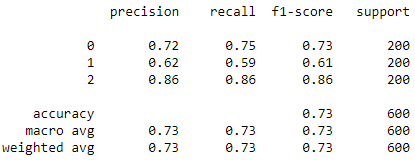 precision recall f1-score support
0 0.72 0.75 0.73 200
1 0.62 0.59 0.61 200
2 0.86 0.86 0.86 200
accuracy 0.73 600
macro avg 0.73 0.73 0.73 600
weighted avg 0.73 0.73 0.73 600